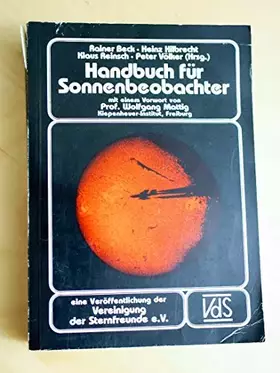 Rainer Beck - Heinz Hilbrecht
Klaus Reinsch - Peter Völker (Hrsg.)
Handbuch für
Sonnenbeobachter
mit einem Vorwort von
Prof. Wolfgang Mattig
Kiepenheuer-Institut, Freiburg
eine Veröffentlichung der
Vereinigung
der Sternfreunde e.V.
VdS